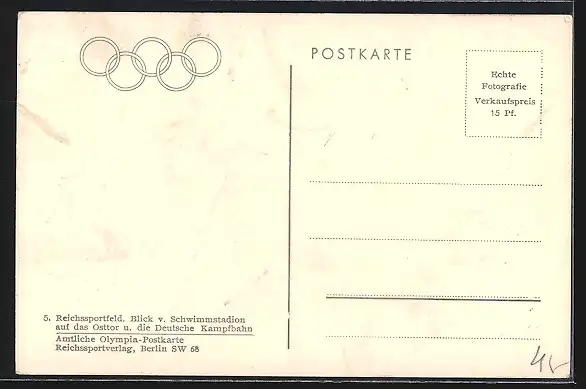 POSTKARTE
Echte
Fotografie
Verkaufspreis
15 Pf.
5. Reichssportfeld. Blick v. Schwimmstadion
auf das Osttor u. die Deutsche Kampfbahn
Amtliche Olympia-Postkarte
Reichssportverlag, Berlin SW 68